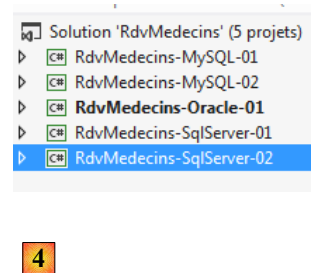 Solution 'RdvMedecins' (5 projets)
C# RdvMedecins-MySQL-01
C# RdvMedecins-MySQL-02
C# RdvMedecins-Oracle-01
C# RdvMedecins-SqlServer-01
C# RdvMedecins-SqlServer-02
4